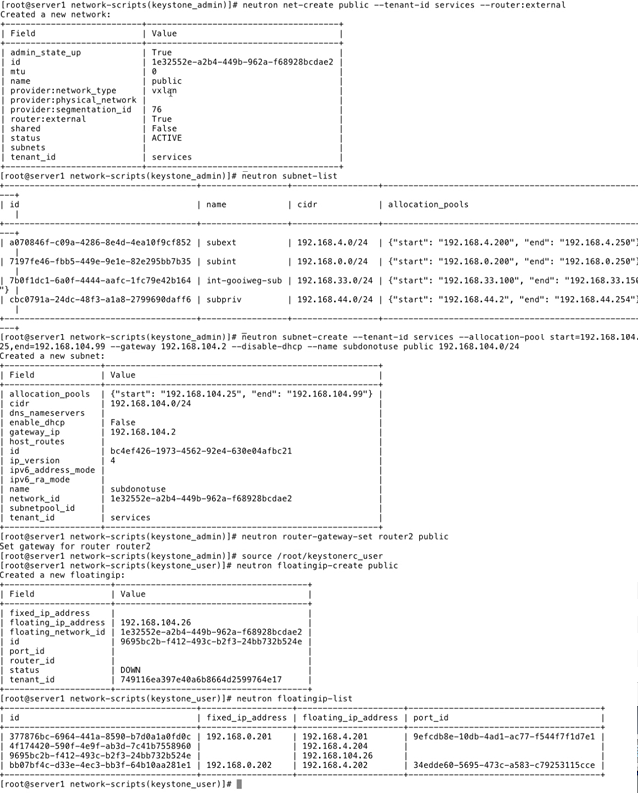 [root@server1 network-scripts(keystone_admin)]# neutron net-create public --tenant-id services --router:external
Created a new network:
+---------------------------+--------------------------------------+
| Field | Value |
+---------------------------+--------------------------------------+
| admin_state_up | True |
| id | 1e32552e-a2b4-449b-962a-f68928bcdae2 |
| mtu | 0 |
| name | public |
| provider:network_type | vxlan |
| provider:physical_network | |
| provider:segmentation_id | 76 |
| router:external | True |
| shared | False |
| status | ACTIVE |
| subnets | |
| tenant_id | services |
+---------------------------+--------------------------------------+
[root@server1 network-scripts(keystone_admin)]# neutron subnet-list
+--------------------------------------+------------------+-----------------+------------------------------------------------
---+
| id | name | cidr | allocation_pools
|
+--------------------------------------+------------------+-----------------+------------------------------------------------
---+
| a070846f-c09a-4286-8e4d-4ea10f9cf852 | subext | 192.168.4.0/24 | {"start": "192.168.4.200", "end": "192.168.4.250"}
|
| 7197fe46-fbb5-449e-9e1e-82e295bb7b35 | subint | 192.168.0.0/24 | {"start": "192.168.0.200", "end": "192.168.0.250"}
|
| 7b0f1dc1-6a0f-4444-aafc-1fc79e42b164 | int-gooiweg-sub | 192.168.33.0/24 | {"start": "192.168.33.100", "end": "192.168.33.150
"} |
| cbc0791a-24dc-48f3-a1a8-2799690daff6 | subpriv | 192.168.44.0/24 | {"start": "192.168.44.2", "end": "192.168.44.254"}
|
+--------------------------------------+------------------+-----------------+------------------------------------------------
---+
[root@server1 network-scripts(keystone_admin)]# neutron subnet-create --tenant-id services --allocation-pool start=192.168.104.
25,end=192.168.104.99 --gateway 192.168.104.2 --disable-dhcp --name subdonotuse public 192.168.104.0/24
Created a new subnet:
+-------------------+------------------------------------------------------+
| Field | Value |
+-------------------+------------------------------------------------------+
| allocation_pools | {"start": "192.168.104.25", "end": "192.168.104.99"} |
| cidr | 192.168.104.0/24 |
| dns_nameservers | |
| enable_dhcp | False |
| gateway_ip | 192.168.104.2 |
| host_routes | |
| id | bc4ef426-1973-4562-92e4-630e04afbc21 |
| ip_version | 4 |
| ipv6_address_mode | |
| ipv6_ra_mode | |
| name | subdonotuse |
| network_id | 1e32552e-a2b4-449b-962a-f68928bcdae2 |
| subnetpool_id | |
| tenant_id | services |
+-------------------+------------------------------------------------------+
[root@server1 network-scripts(keystone_admin)]# neutron router-gateway-set router2 public
Set gateway for router router2
[root@server1 network-scripts(keystone_admin)]# source /root/keystonerc_user
[root@server1 network-scripts(keystone_user)]# neutron floatingip-create public
Created a new floatingip:
+---------------------+--------------------------------------+
| Field | Value |
+---------------------+--------------------------------------+
| fixed_ip_address | |
| floating_ip_address | 192.168.104.26 |
| floating_network_id | 1e32552e-a2b4-449b-962a-f68928bcdae2 |
| id | 9695bc2b-f412-493c-b2f3-24bb732b524e |
| port_id | |
| router_id | |
| status | DOWN |
| tenant_id | 749116ea397e40a6b8664d2599764e17 |
+---------------------+--------------------------------------+
[root@server1 network-scripts(keystone_user)]# neutron floatingip-list
+--------------------------------------+------------------+---------------------+--------------------------------------+
| id | fixed_ip_address | floating_ip_address | port_id |
+--------------------------------------+------------------+---------------------+--------------------------------------+
| 377876bc-6964-441a-8590-b7d0a1a0fd0c | 192.168.0.201 | 192.168.4.201 | 9efcdb8e-10db-4ad1-ac77-f544f7f1d7e1 |
| 4f174420-590f-4e9f-ab3d-7c41b7558960 | | 192.168.4.204 | |
| 9695bc2b-f412-493c-b2f3-24bb732b524e | | 192.168.104.26 | |
| bb07bf4c-d33e-4ec3-bb3f-64b10aa281e1 | 192.168.0.202 | 192.168.4.202 | 34edde60-5695-473c-a583-c79253115cce |
+--------------------------------------+------------------+---------------------+--------------------------------------+
[root@server1 network-scripts(keystone_user)]#